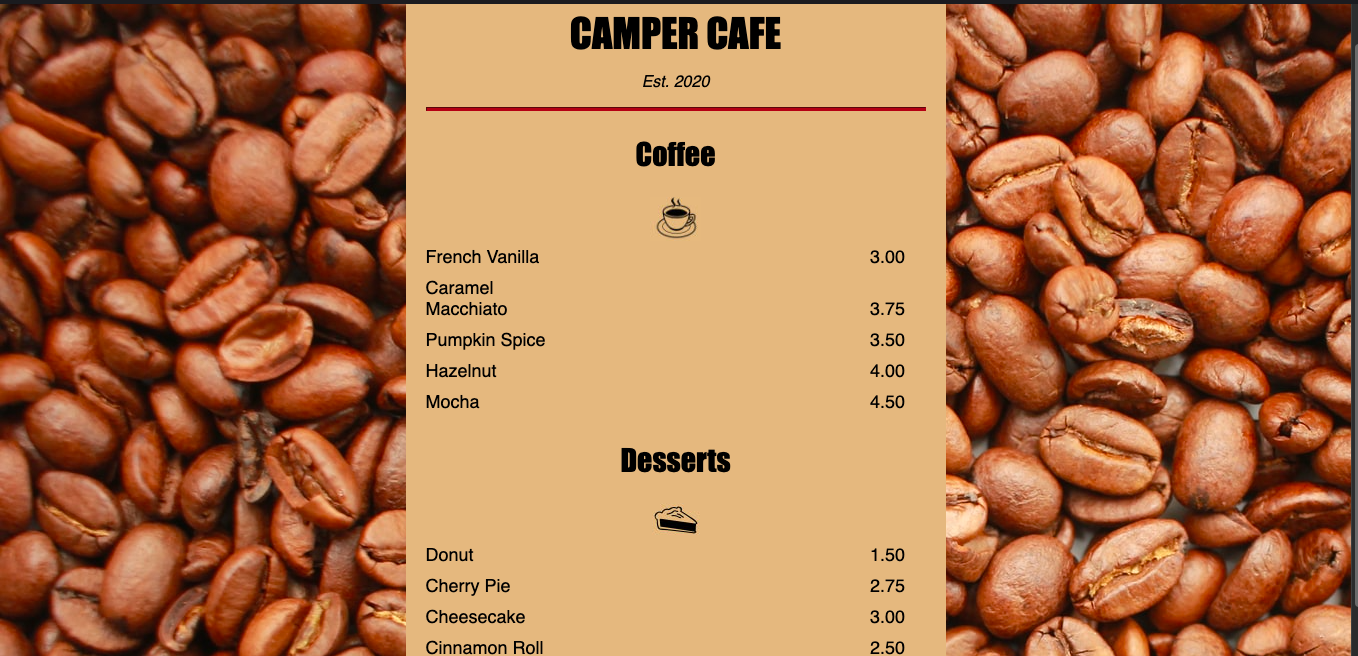 CAMPER CAFE
Est. 2020
Coffee
French Vanilla 3.00
Caramel
Macchiato 3.75
Pumpkin Spice 3.50
Hazelnut 4.00
Mocha 4.50
Desserts
Donut 1.50
Cherry Pie 2.75
Cheesecake 3.00
Cinnamon Roll 2.50